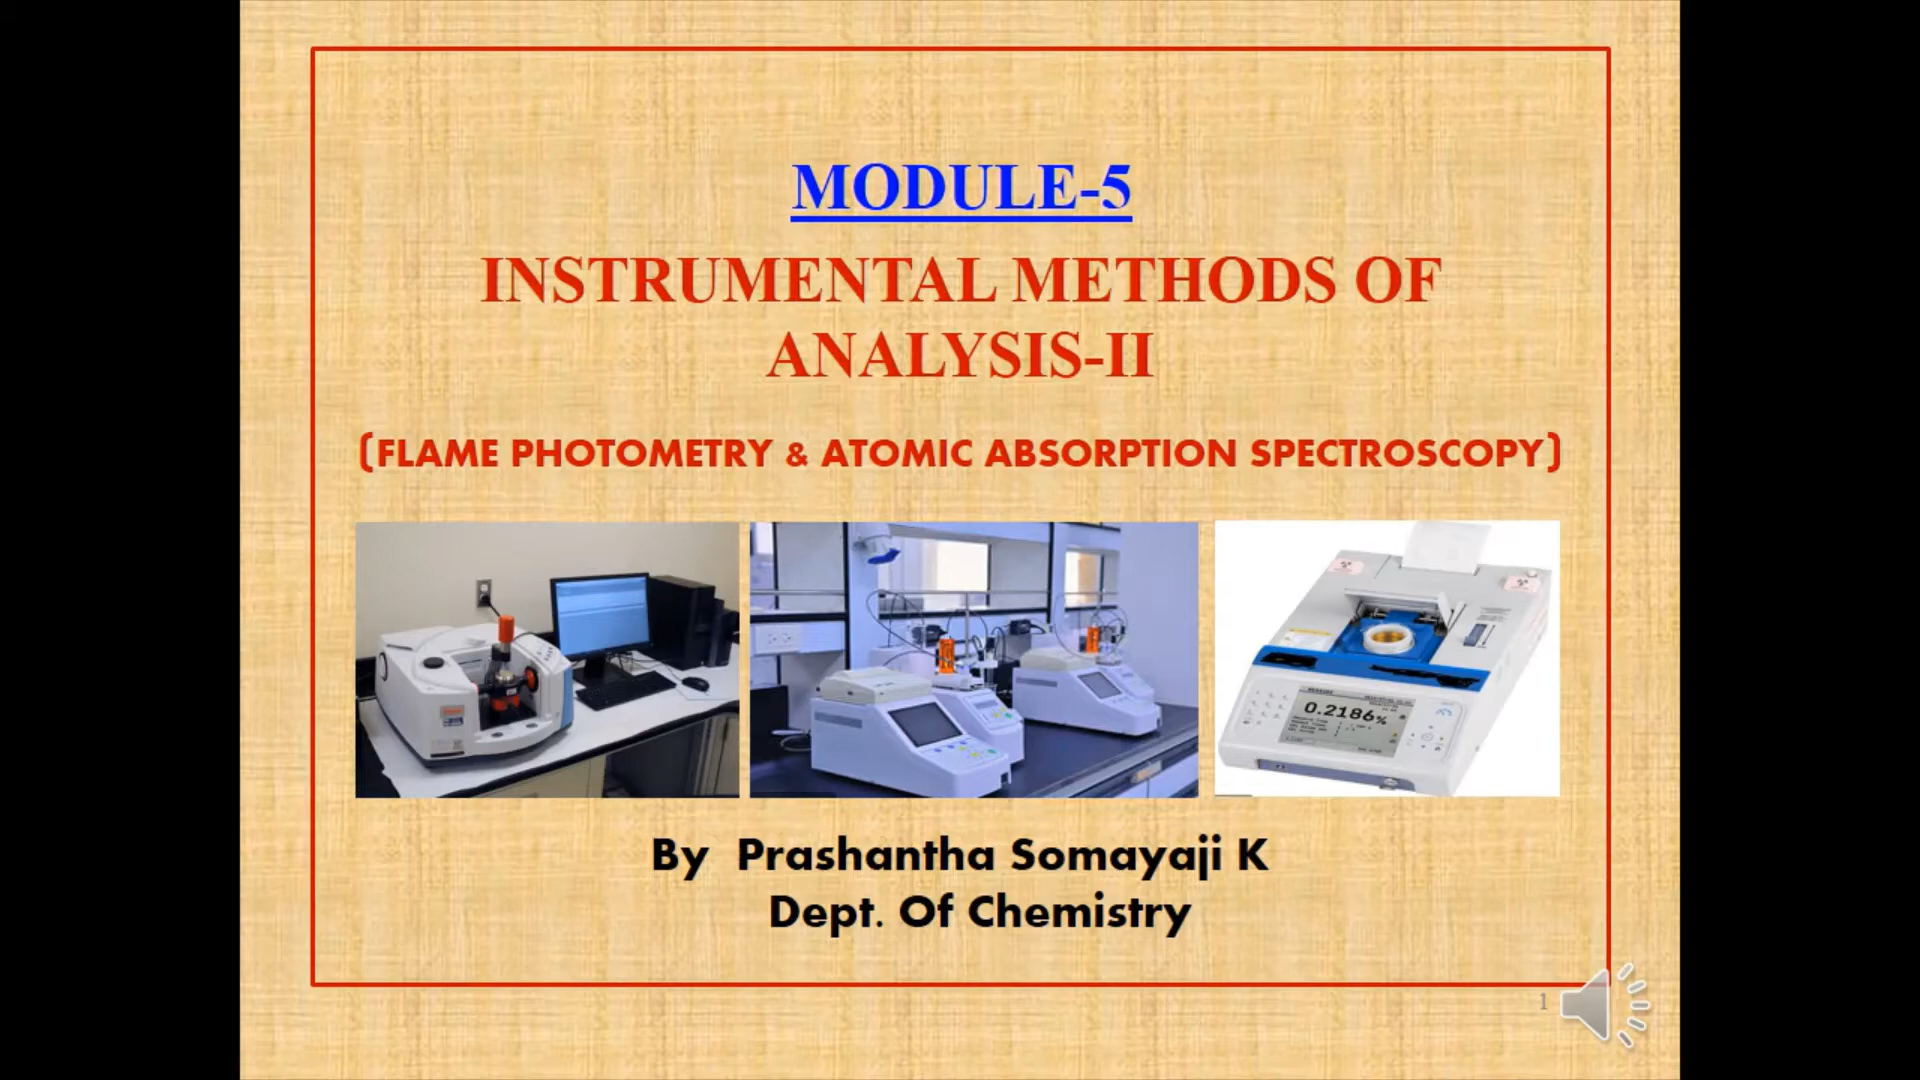 MODULE-5
INSTRUMENTAL METHODS OF
ANALYSIS-II
(FLAME PHOTOMETRY & ATOMIC ABSORPTION SPECTROSCOPY)
0.2186%
By Prashantha Somayaji K
Dept. Of Chemistry
1